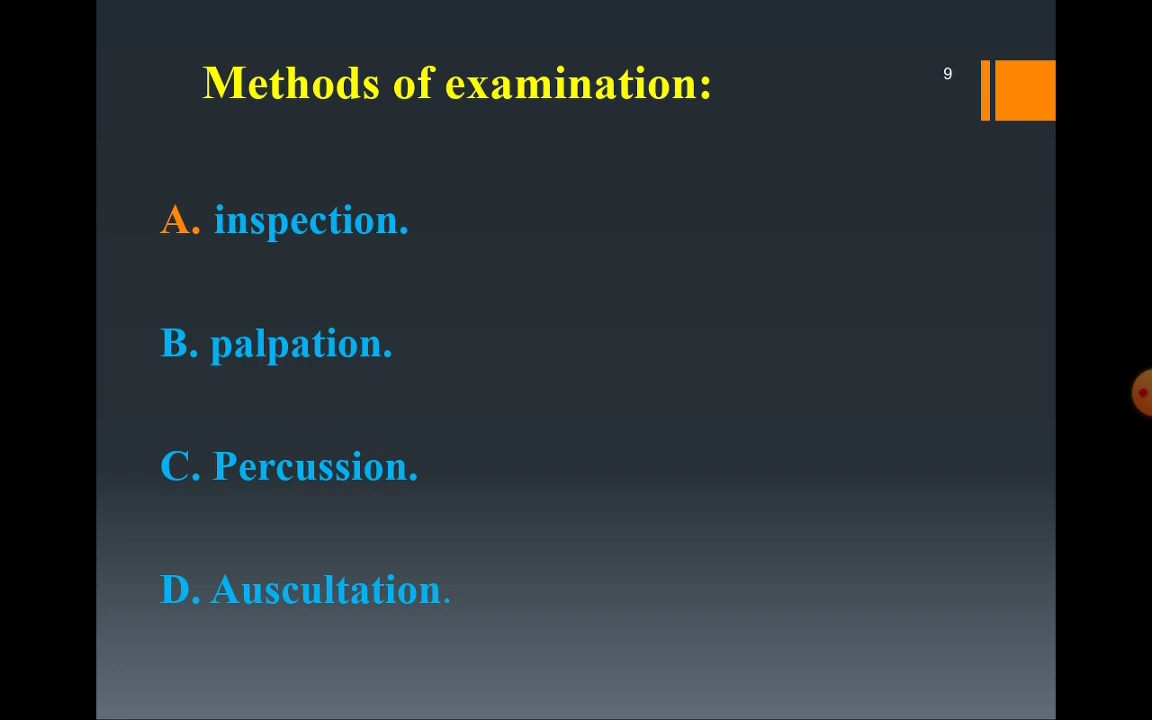 Methods of examination:
9
A. inspection.
B. palpation.
C. Percussion.
D. Auscultation.